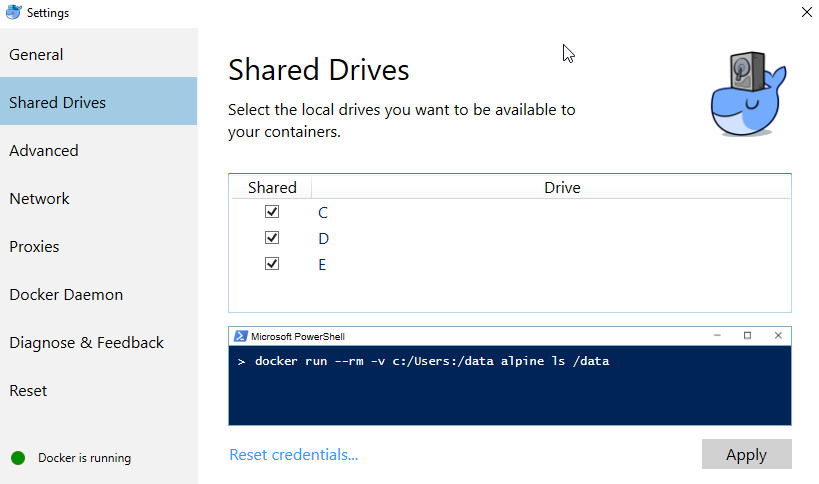 Settings
General
Shared Drives
Advanced
Network
Proxies
Docker Daemon
Diagnose & Feedback
Reset
Docker is running
Shared Drives
Select the local drives you want to be available to
your containers.
Shared Drive
C
D
E
Microsoft PowerShell
> docker run --rm -v c:/Users:/data alpine ls /data
Reset credentials...
Apply